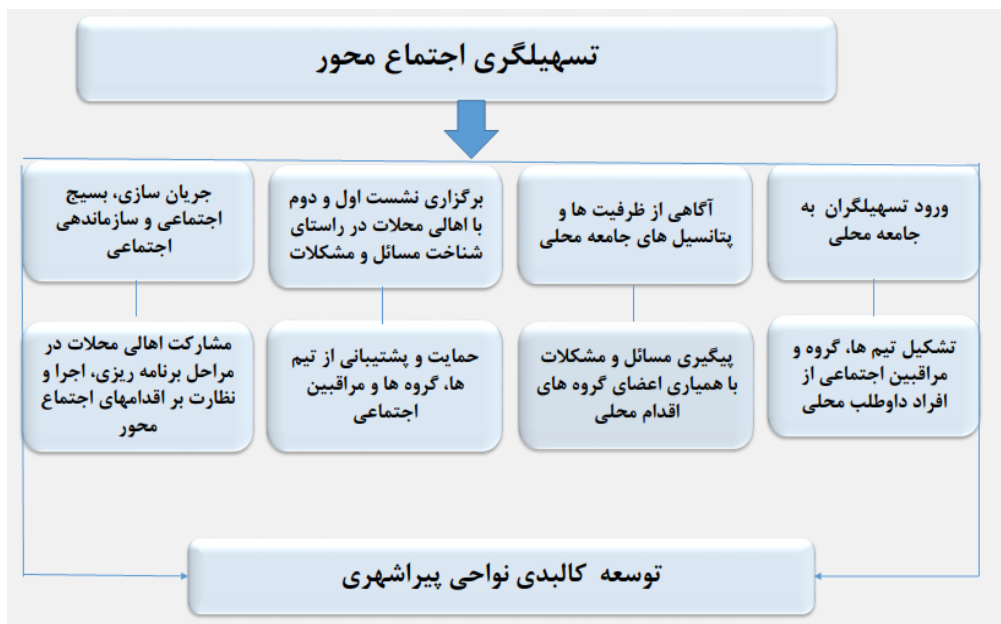 تسهیلگری اجتماع محور
ورود تسهیلگران به
جامعه محلی
آگاهی از ظرفیت ها و
پتانسیل های جامعه محلی
برگزاری نشست اول و دوم
با اهالی محلات در راستای
شناخت مسائل و مشکلات
جریان سازی، بسیج
اجتماعی و سازماندهی
اجتماعی
تشکیل تیم ها، گروه و
مراقبین اجتماعی از
افراد داوطلب محلی
پیگیری مسائل و مشکلات
با همیاری اعضای گروه های
اقدام محلی
حمایت و پشتیبانی از تیم
ها، گروه ها و مراقبین
اجتماعی
مشارکت اهالی محلات در
مراحل برنامه ریزی، اجرا و
نظارت بر اقدامهای اجتماع
محور
توسعه کالبدی نواحی پیراشهری